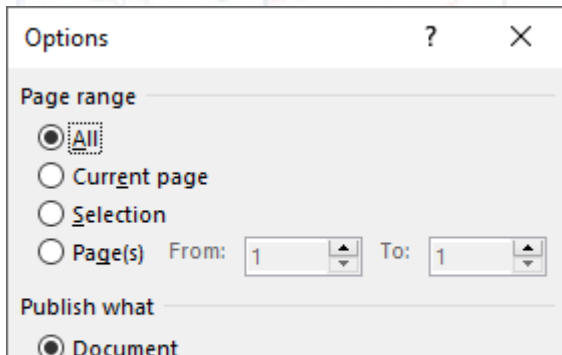 Options ? ×
Page range
All
Current page
Selection
Page(s) From: 1 To: 1
Publish what
Document